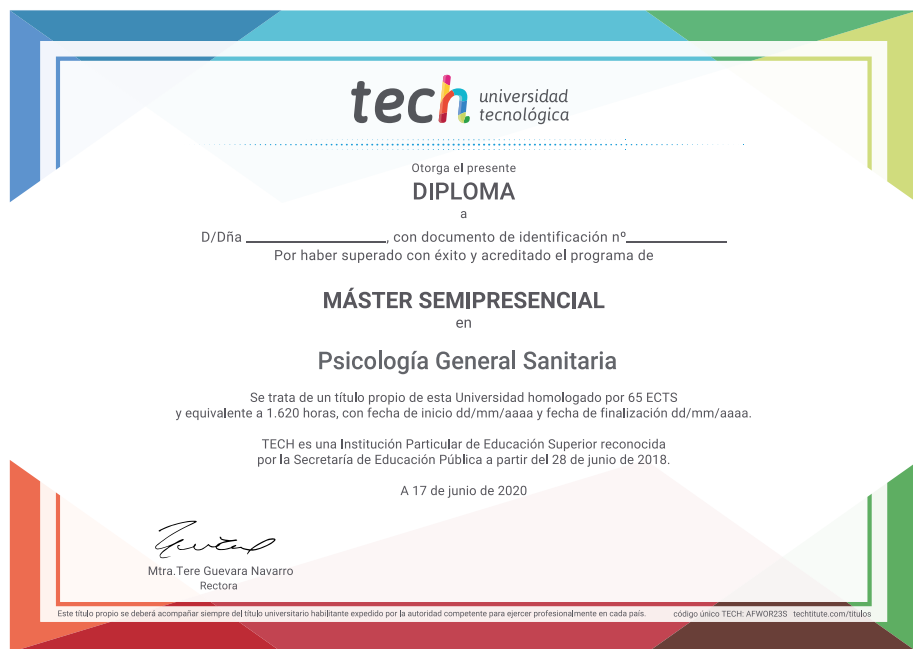 tech universidad
tecnológica
Otorga el presente
DIPLOMA
a
D/Dña ________________, con documento de identificación nº____________
Por haber superado con éxito y acreditado el programa de
MÁSTER SEMIPRESENCIAL
en
Psicología General Sanitaria
Se trata de un título propio de esta Universidad homologado por 65 ECTS
y equivalente a 1.620 horas, con fecha de inicio dd/mm/aaaa y fecha de finalización dd/mm/aaaa.
TECH es una Institución Particular de Educación Superior reconocida
por la Secretaría de Educación Pública a partir del 28 de junio de 2018.
A 17 de junio de 2020
Mtra.Tere Guevara Navarro
Rectora
Este título propio se deberá acompañar siempre del título universitario habilitante expedido por la autoridad competente para ejercer profesionalmente en cada país. código único TECH: AFWOR23S techtitute.com/titulos